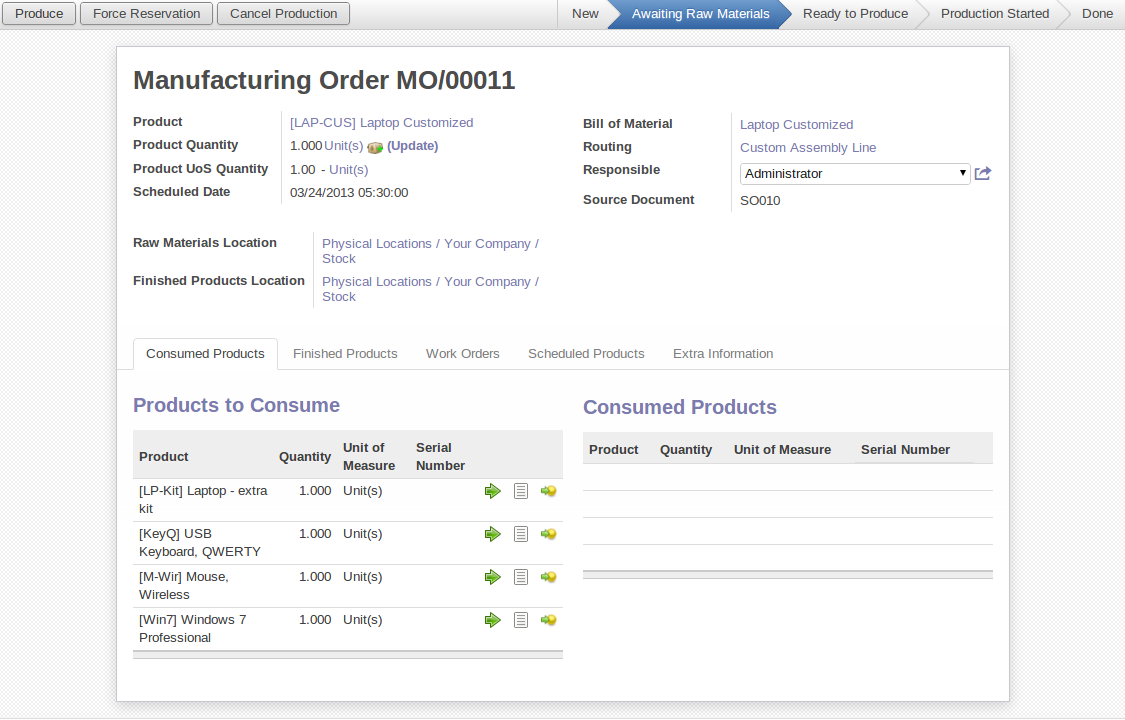 Produce Force Reservation Cancel Production New Awaiting Raw Materials Ready to Produce Production Started Done
Manufacturing Order MO/00011
Product [LAP-CUS] Laptop Customized
Product Quantity 1.000 Unit(s) (Update)
Product UoS Quantity 1.00 - Unit(s)
Scheduled Date 03/24/2013 05:30:00
Bill of Material Laptop Customized
Routing Custom Assembly Line
Responsible Administrator
Source Document SO010
Raw Materials Location Physical Locations / Your Company /
Stock
Finished Products Location Physical Locations / Your Company /
Stock
Consumed Products Finished Products Work Orders Scheduled Products Extra Information
Products to Consume
Product Quantity Unit of Measure Serial Number
[LP-Kit] Laptop - extra 1.000 Unit(s)
kit
[KeyQ] USB 1.000 Unit(s)
Keyboard, QWERTY
[M-Wir] Mouse, 1.000 Unit(s)
Wireless
[Win7] Windows 7 1.000 Unit(s)
Professional
Consumed Products
Product Quantity Unit of Measure Serial Number